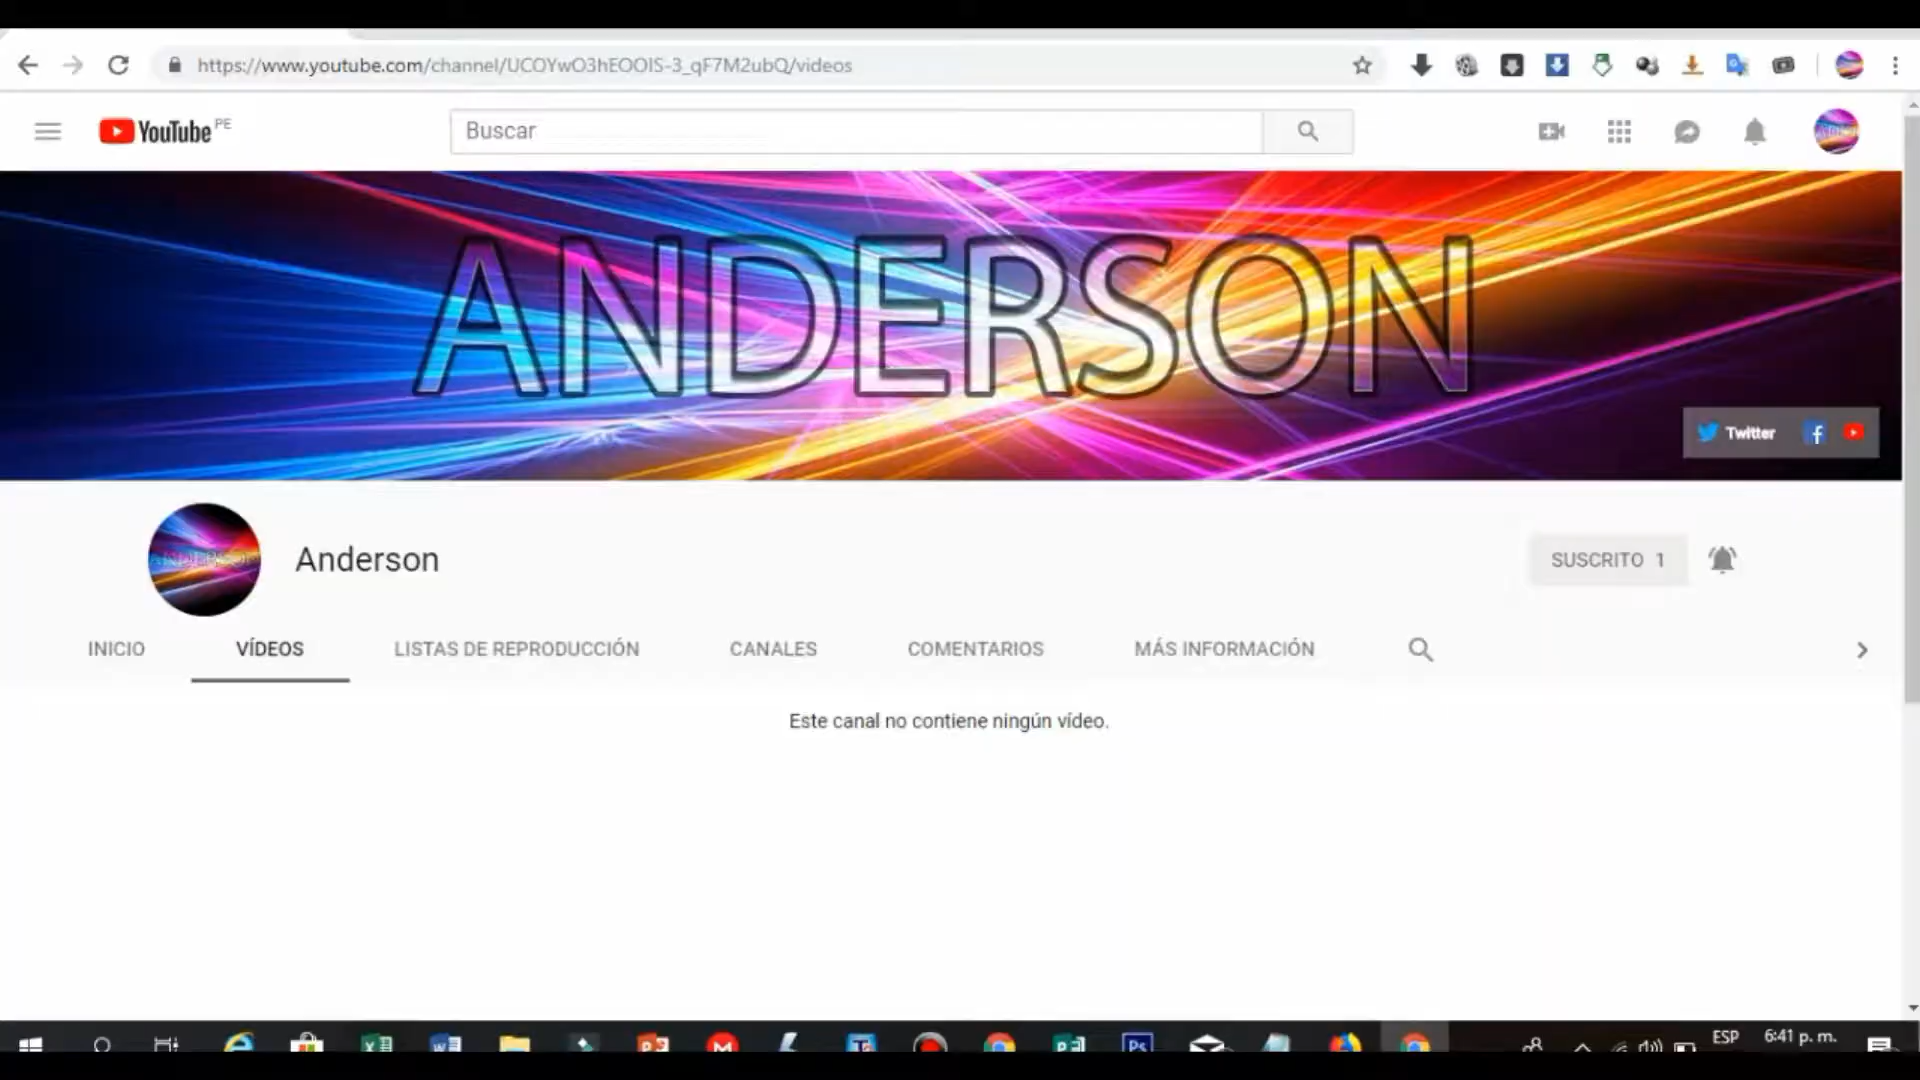 https://www.youtube.com/channel/UCOYwO3hEOOIS-3_qF7M2ubQ/videos
YouTube PE
Buscar
ANDERSON
Twitter
Anderson
SUSCRITO 1
INICIO
VÍDEOS
LISTAS DE REPRODUCCIÓN
CANALES
COMENTARIOS
MÁS INFORMACIÓN
Este canal no contiene ningún vídeo.
ESP
6:41 p. m.